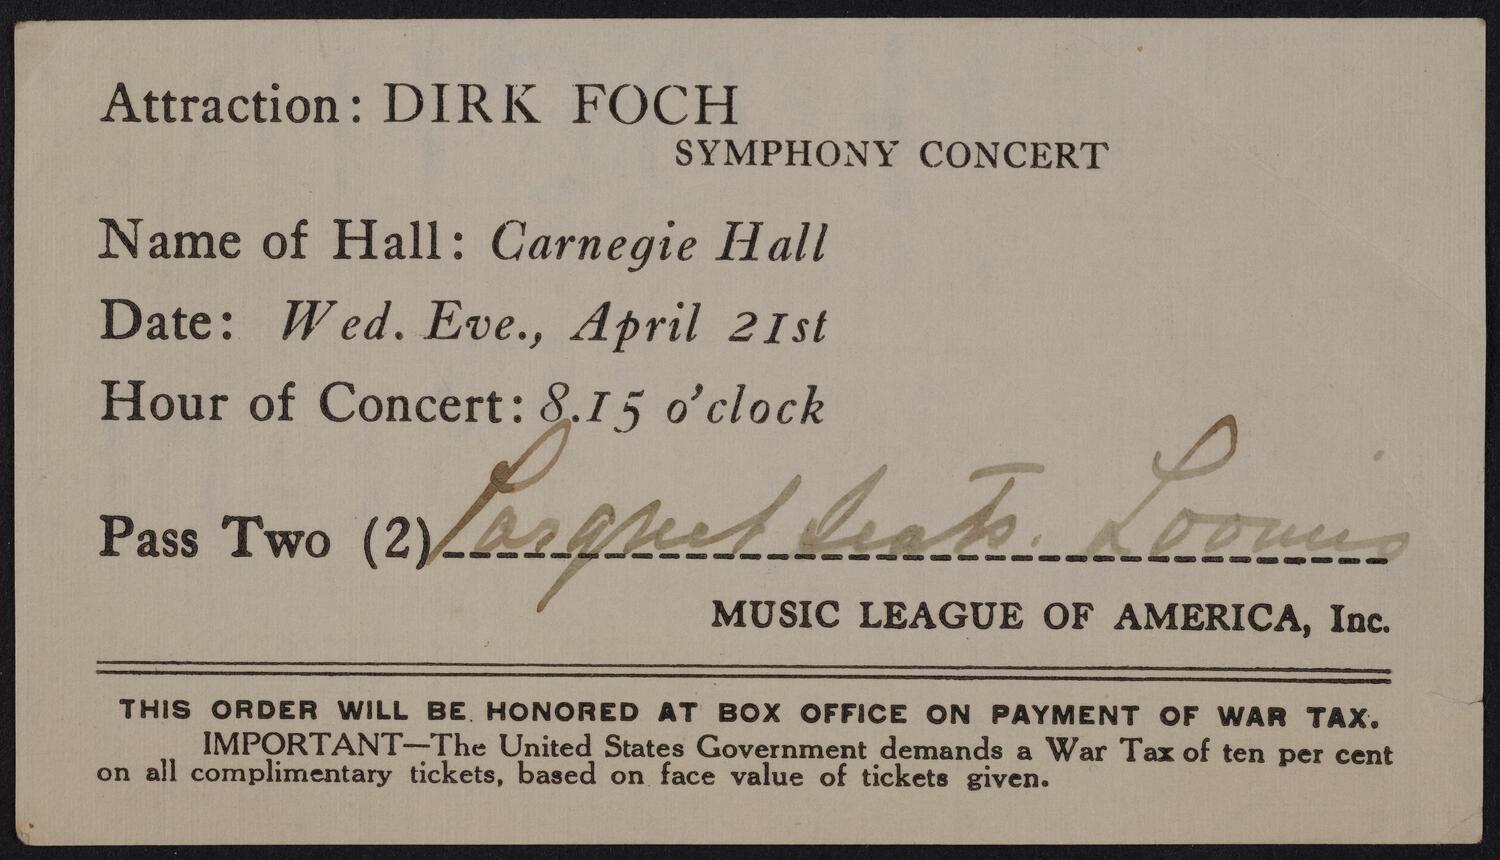 Attraction: DIRK FOCH
SYMPHONY CONCERT
Name of Hall: Carnegie Hall
Date: Wed. Eve., April 21st
Hour of Concert: 8.15 o'clock
Pass Two (2) Parquet Seats. Loomis
MUSIC LEAGUE OF AMERICA, Inc.
THIS ORDER WILL BE HONORED AT BOX OFFICE ON PAYMENT OF WAR TAX.
IMPORTANT—The United States Government demands a War Tax of ten per cent
on all complimentary tickets, based on face value of tickets given.